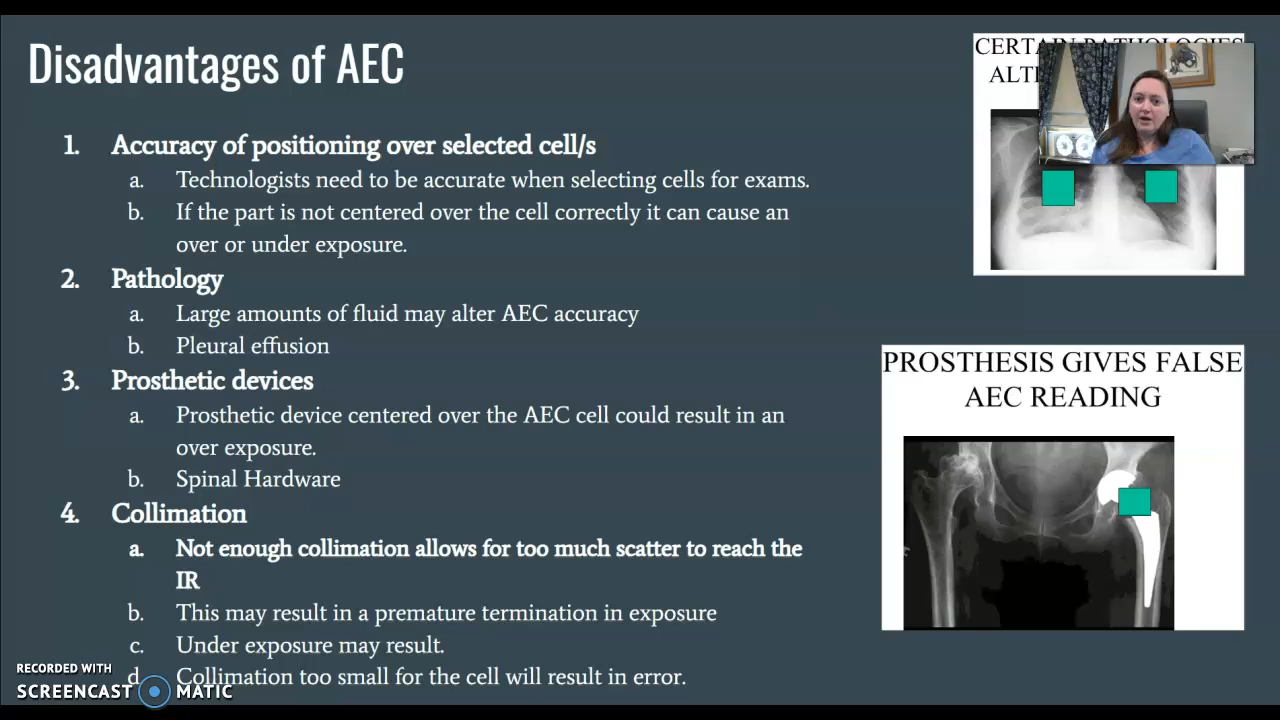 Disadvantages of AEC
1. Accuracy of positioning over selected cell/s
a. Technologists need to be accurate when selecting cells for exams.
b. If the part is not centered over the cell correctly it can cause an
over or under exposure.
2. Pathology
a. Large amounts of fluid may alter AEC accuracy
b. Pleural effusion
3. Prosthetic devices
a. Prosthetic device centered over the AEC cell could result in an
over exposure.
b. Spinal Hardware
4. Collimation
a. Not enough collimation allows for too much scatter to reach the
IR
b. This may result in a premature termination in exposure
c. Under exposure may result.
d. Collimation too small for the cell will result in error.
CERTAIN PATHOLOGIES
PROSTHESIS GIVES FALSE
AEC READING
RECORDED WITH
SCREENCAST MATIC